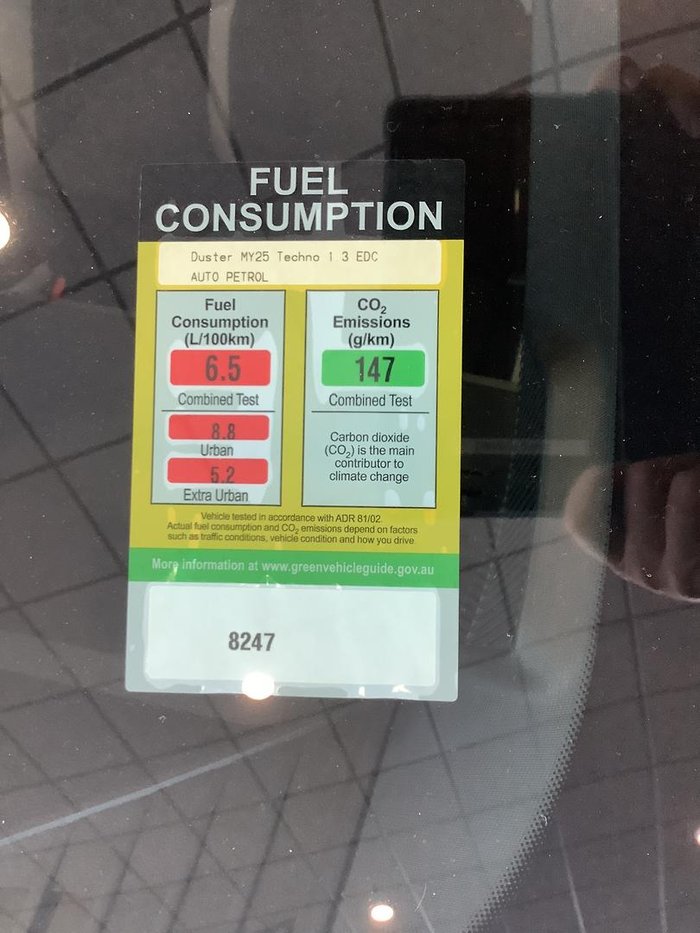 FUEL
CONSUMPTION
Duster MY25 Techno 1 3 EDC
AUTO PETROL
Fuel
Consumption
(L/100km)
6.5
Combined Test
8.8
Urban
5.2
Extra Urban
CO₂
Emissions
(g/km)
147
Combined Test
Carbon dioxide
(CO₂) is the main
contributor to
climate change
Vehicle tested in accordance with ADR 81/02.
Actual fuel consumption and CO₂ emissions depend on factors
such as traffic conditions, vehicle condition and how you drive
More information at www.greenvehicleguide.gov.au
8247